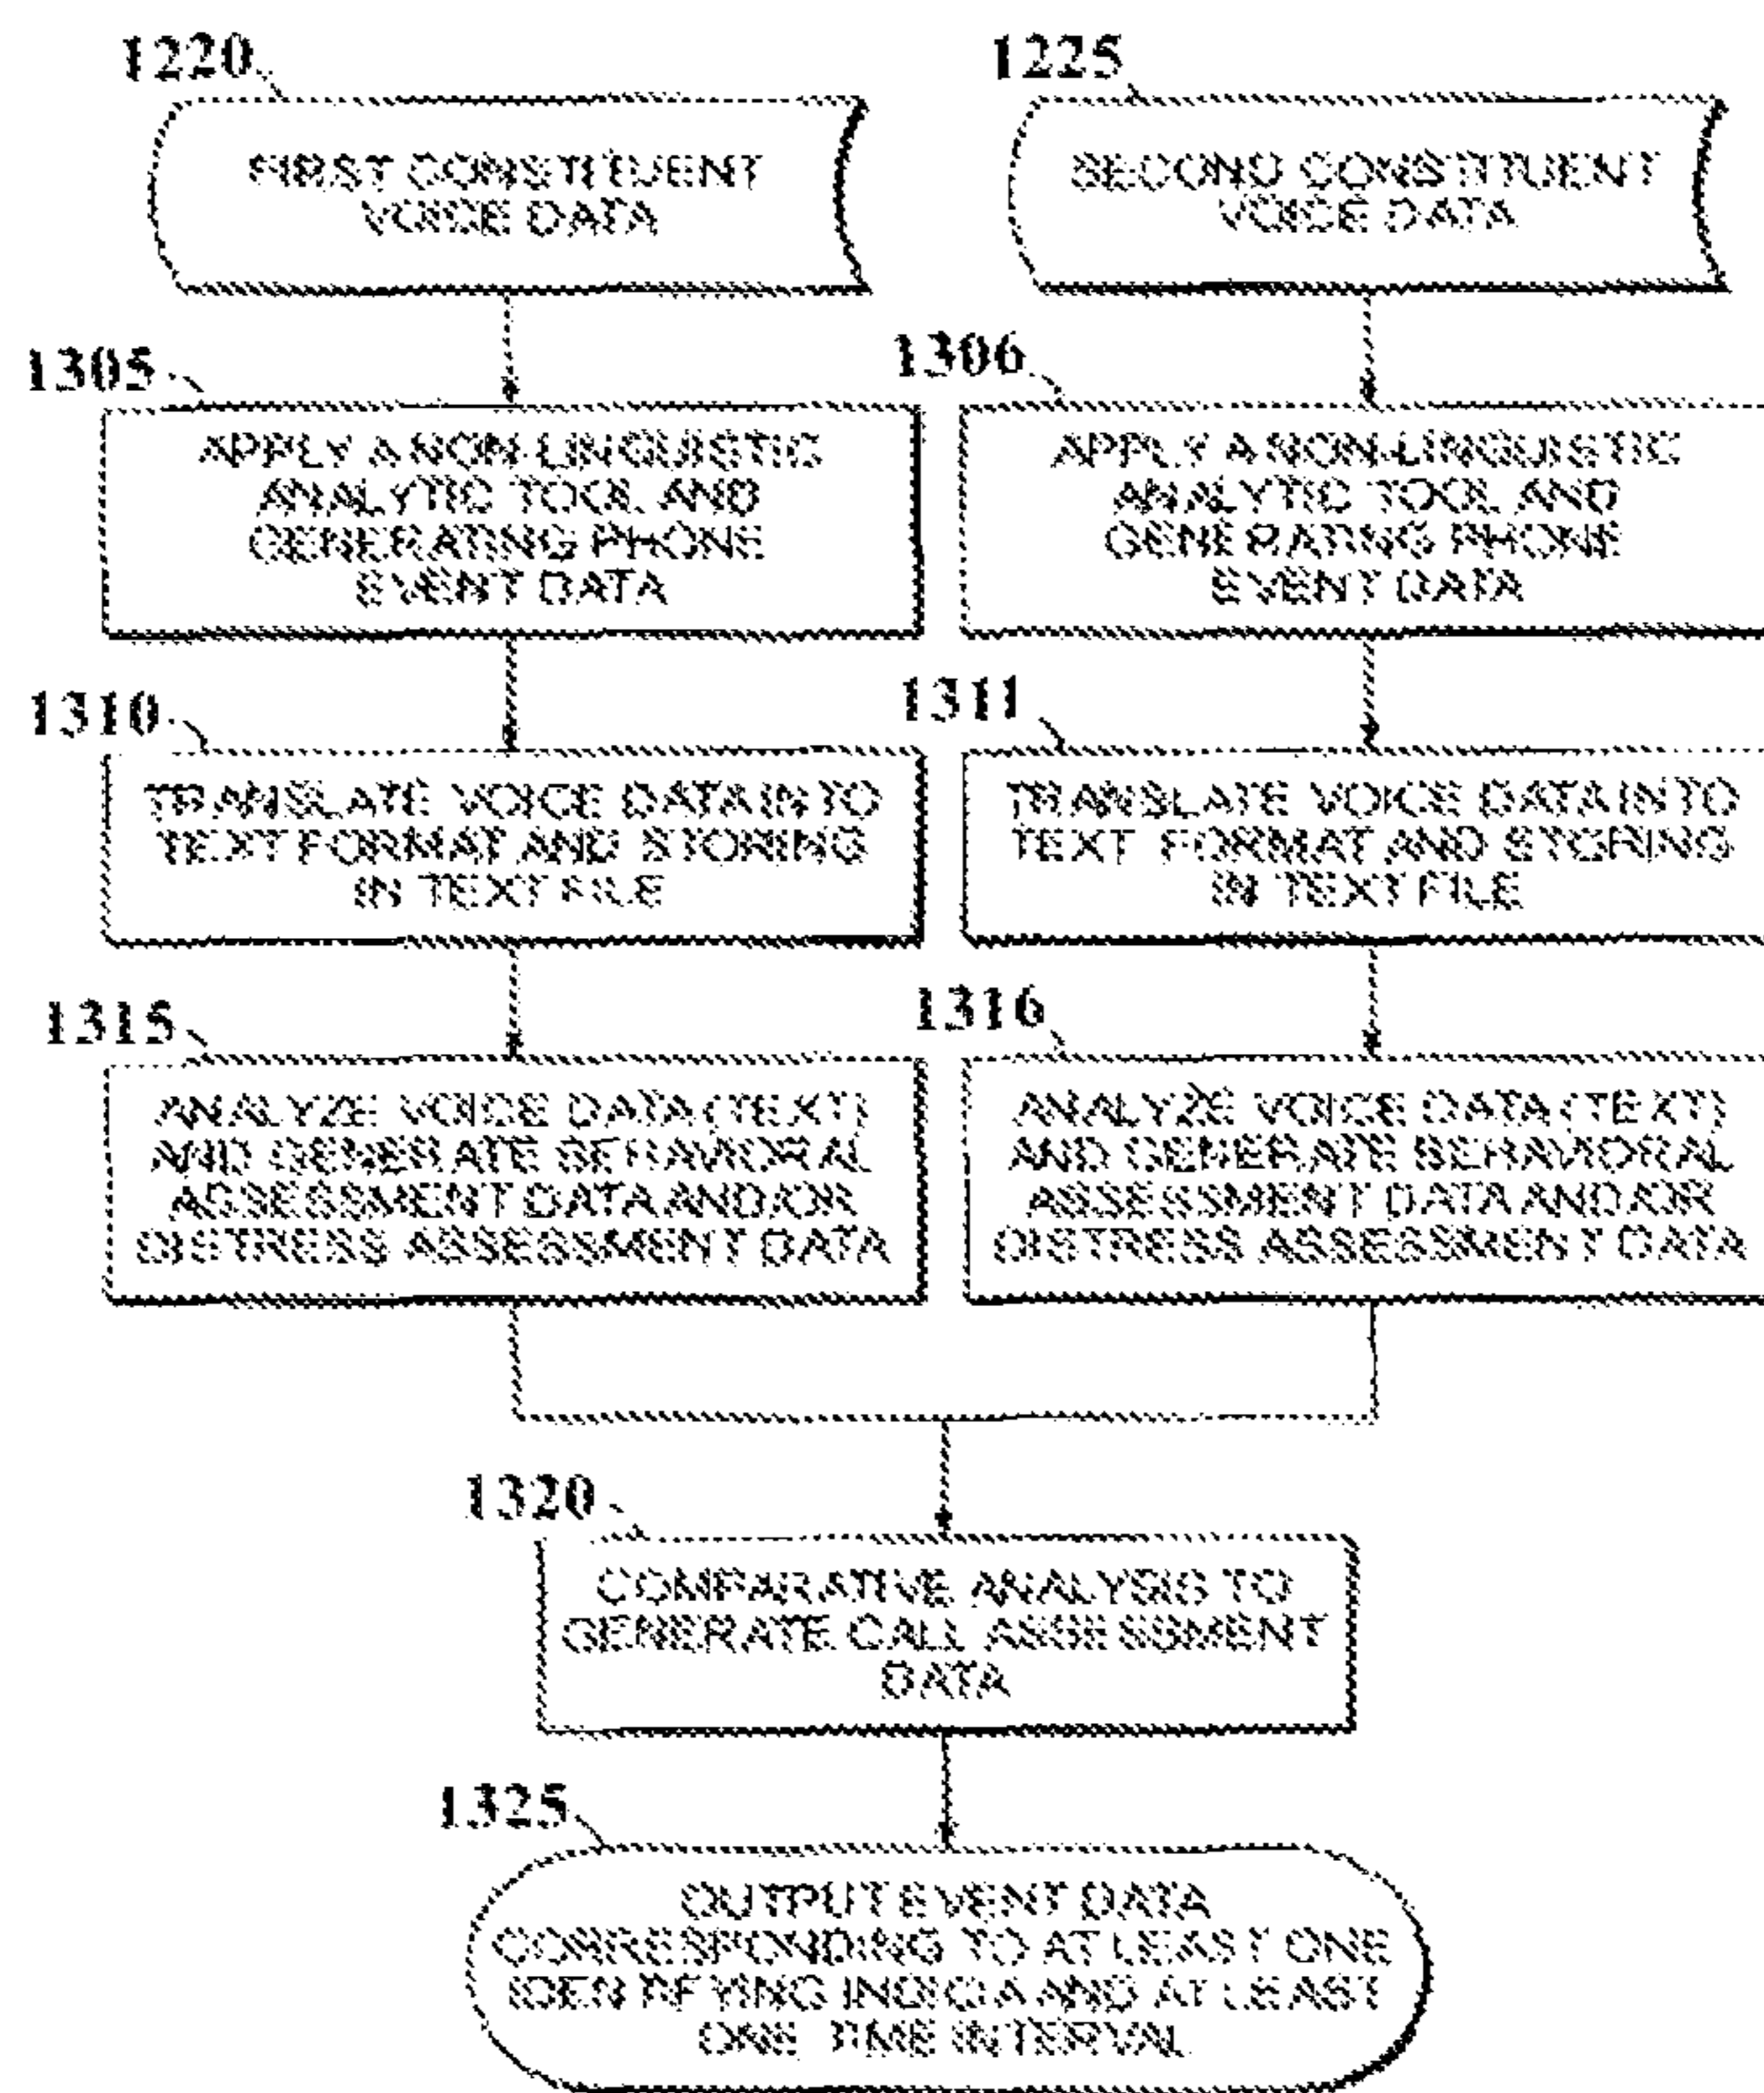 1220
FIRST CONSTITUENT
VOICE DATA
1225
SECOND CONSTITUENT
VOICE DATA
1305
APPLY A NON-LINGUISTIC
ANALYTIC TOOL AND
GENERATING PHONE
EVENT DATA
1306
APPLY A NON-LINGUISTIC
ANALYTIC TOOL AND
GENERATING PHONE
EVENT DATA
1310
TRANSLATE VOICE DATA INTO
TEXT FORMAT AND STORING
IN TEXT FILE
1311
TRANSLATE VOICE DATA INTO
TEXT FORMAT AND STORING
IN TEXT FILE
1315
ANALYZE VOICE DATA (TEXT)
AND GENERATE BEHAVIORAL
ASSESSMENT DATA AND/OR
DISTRESS ASSESSMENT DATA
1316
ANALYZE VOICE DATA (TEXT)
AND GENERATE BEHAVIORAL
ASSESSMENT DATA AND/OR
DISTRESS ASSESSMENT DATA
1320
COMPARATIVE ANALYSIS TO
GENERATE CALL ASSESSMENT
DATA
1325
OUTPUT EVENT DATA
CORRESPONDING TO AT LEAST ONE
IDENTIFYING INDICIA AND AT LEAST
ONE TIME INTERVAL